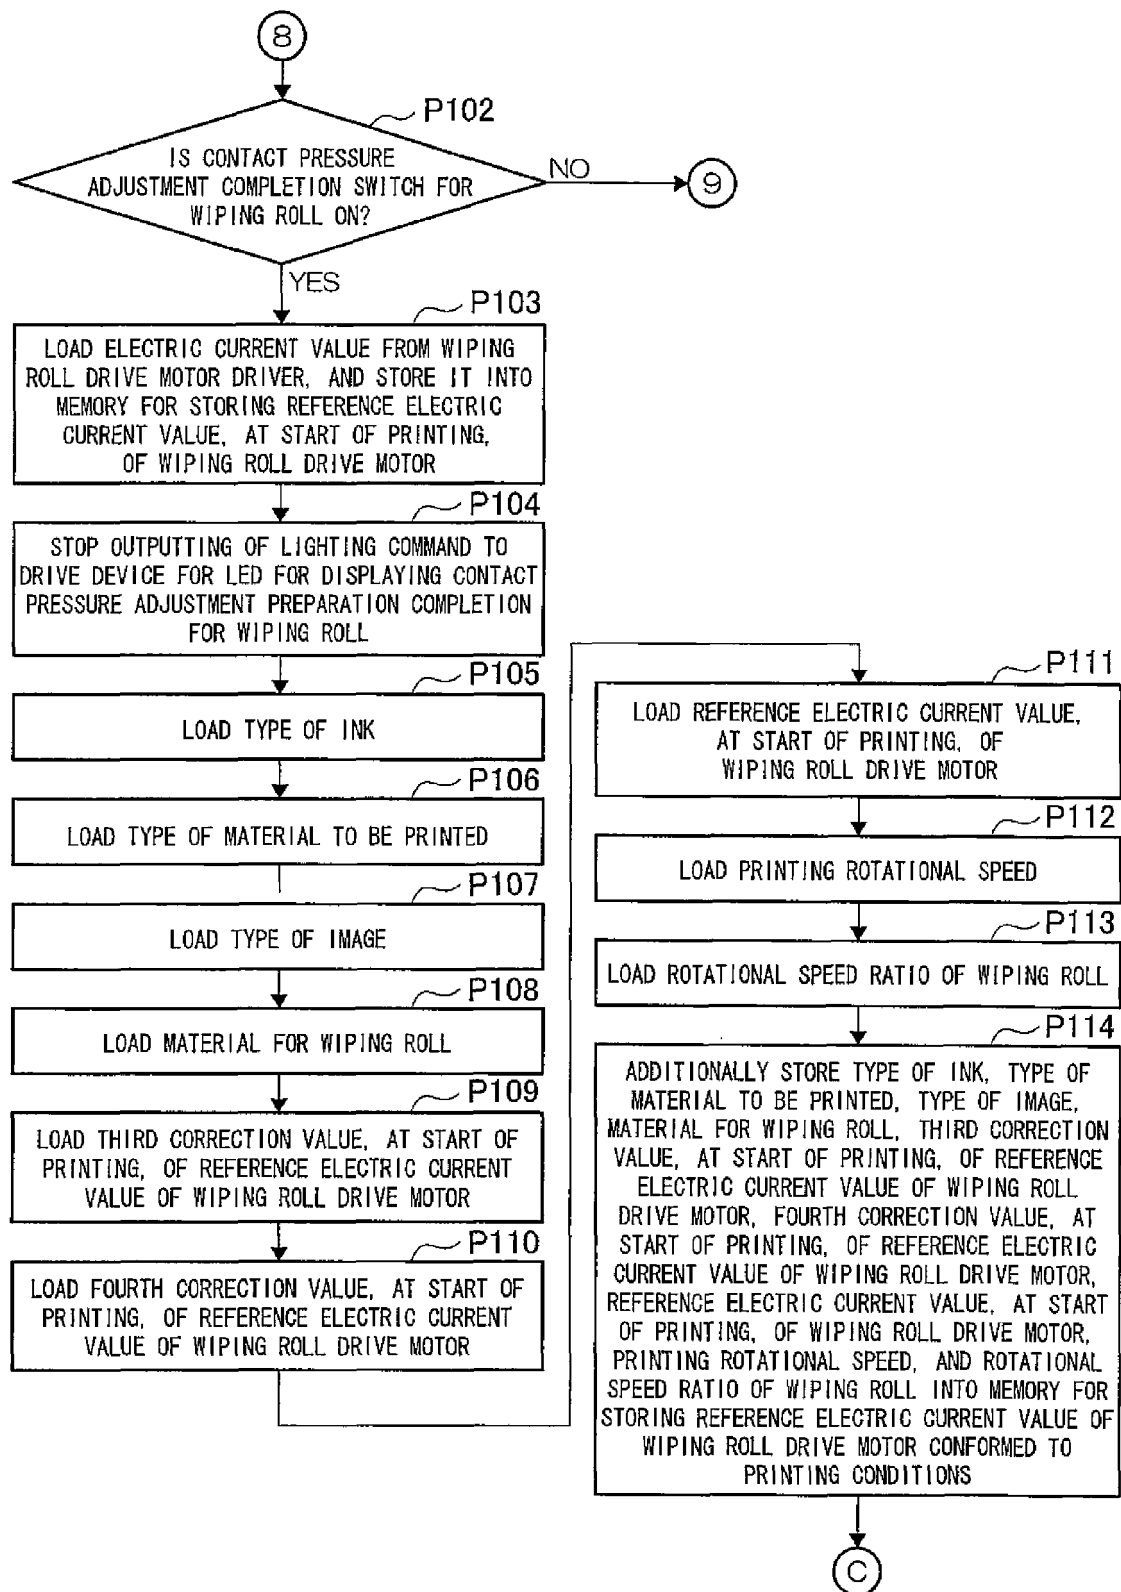 8
P102
IS CONTACT PRESSURE
ADJUSTMENT COMPLETION SWITCH FOR
WIPING ROLL ON?
NO
9
YES
P103
LOAD ELECTRIC CURRENT VALUE FROM WIPING
ROLL DRIVE MOTOR DRIVER, AND STORE IT INTO
MEMORY FOR STORING REFERENCE ELECTRIC
CURRENT VALUE, AT START OF PRINTING,
OF WIPING ROLL DRIVE MOTOR
P104
STOP OUTPUTTING OF LIGHTING COMMAND TO
DRIVE DEVICE FOR LED FOR DISPLAYING CONTACT
PRESSURE ADJUSTMENT PREPARATION COMPLETION
FOR WIPING ROLL
P105
LOAD TYPE OF INK
P106
LOAD TYPE OF MATERIAL TO BE PRINTED
P107
LOAD TYPE OF IMAGE
P108
LOAD MATERIAL FOR WIPING ROLL
P109
LOAD THIRD CORRECTION VALUE, AT START OF
PRINTING, OF REFERENCE ELECTRIC CURRENT
VALUE OF WIPING ROLL DRIVE MOTOR
P110
LOAD FOURTH CORRECTION VALUE, AT START OF
PRINTING, OF REFERENCE ELECTRIC CURRENT
VALUE OF WIPING ROLL DRIVE MOTOR
P111
LOAD REFERENCE ELECTRIC CURRENT VALUE,
AT START OF PRINTING, OF
WIPING ROLL DRIVE MOTOR
P112
LOAD PRINTING ROTATIONAL SPEED
P113
LOAD ROTATIONAL SPEED RATIO OF WIPING ROLL
P114
ADDITIONALLY STORE TYPE OF INK, TYPE OF
MATERIAL TO BE PRINTED, TYPE OF IMAGE,
MATERIAL FOR WIPING ROLL, THIRD CORRECTION
VALUE, AT START OF PRINTING, OF REFERENCE
ELECTRIC CURRENT VALUE OF WIPING ROLL
DRIVE MOTOR, FOURTH CORRECTION VALUE, AT
START OF PRINTING, OF REFERENCE ELECTRIC
CURRENT VALUE OF WIPING ROLL DRIVE MOTOR,
REFERENCE ELECTRIC CURRENT VALUE, AT START
OF PRINTING, OF WIPING ROLL DRIVE MOTOR,
PRINTING ROTATIONAL SPEED, AND ROTATIONAL
SPEED RATIO OF WIPING ROLL INTO MEMORY FOR
STORING REFERENCE ELECTRIC CURRENT VALUE OF
WIPING ROLL DRIVE MOTOR CONFORMED TO
PRINTING CONDITIONS
C